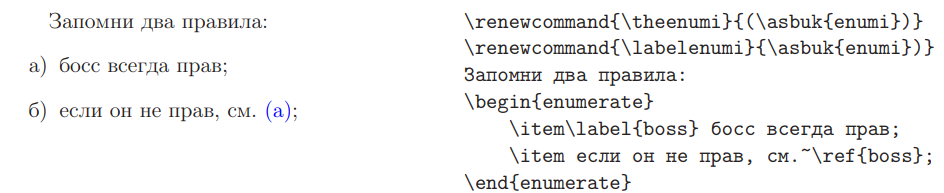 Запомни два правила:
а) босс всегда прав;
б) если он не прав, см. (а);
\renewcommand{\theenumi}{(\asbuk{enumi})}
\renewcommand{\labelenumi}{\asbuk{enumi})}
Запомни два правила:
\begin{enumerate}
    \item\label{boss} босс всегда прав;
    \item если он не прав, см.~\ref{boss};
\end{enumerate}